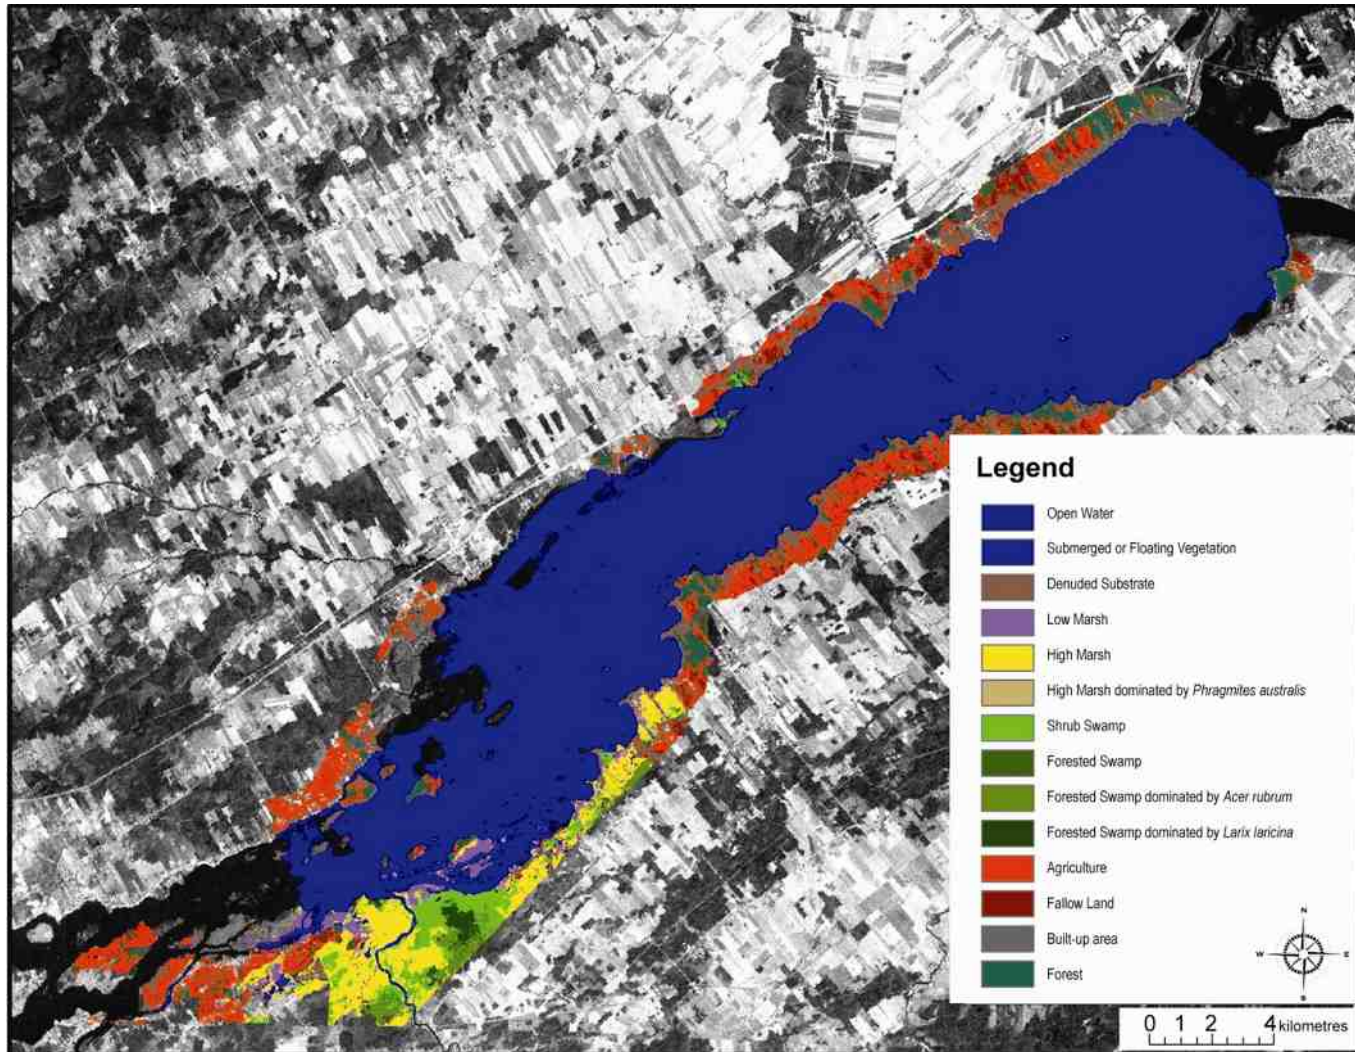 Legend
Open Water
Submerged or Floating Vegetation
Denuded Substrate
Low Marsh
High Marsh
High Marsh dominated by Phragmites australis
Shrub Swamp
Forested Swamp
Forested Swamp dominated by Acer rubrum
Forested Swamp dominated by Larix laricina
Agriculture
Fallow Land
Built-up area
Forest
N
W E
S
0 1 2 4 kilometres